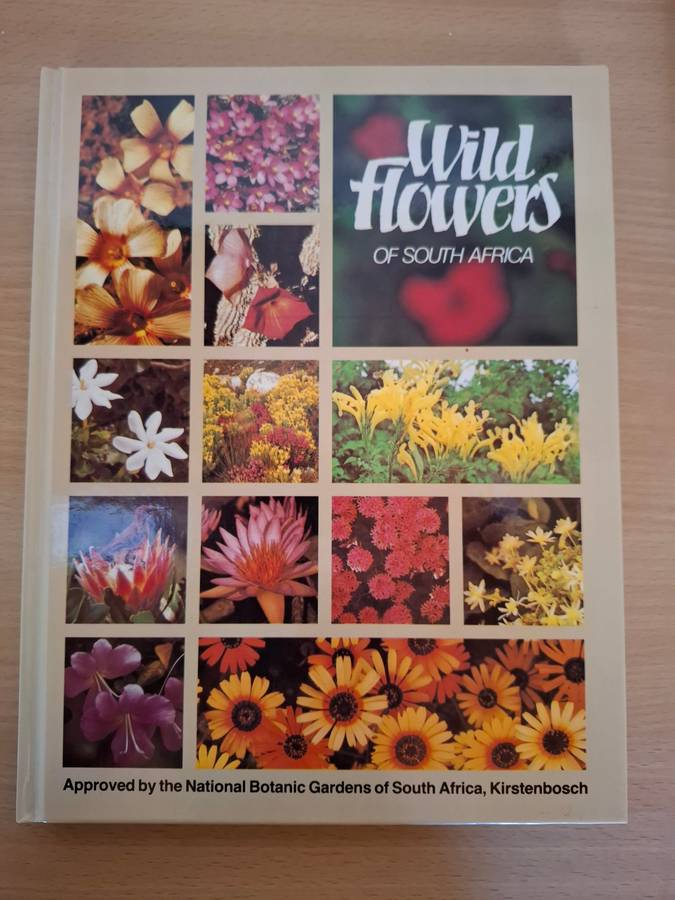 Wild
flowers
OF SOUTH AFRICA
Approved by the National Botanic Gardens of South Africa, Kirstenbosch